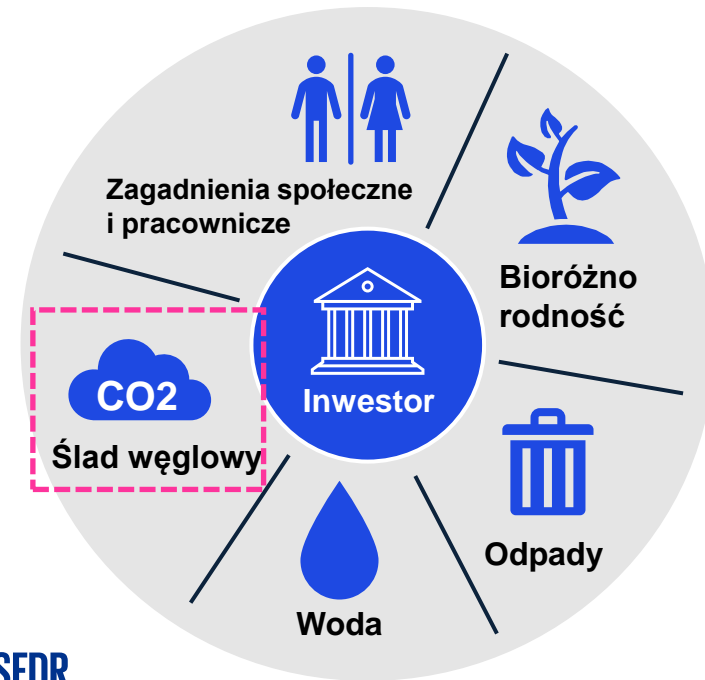 Zagadnienia społeczne
i pracownicze
Bioróżno
rodność
CO2
Ślad węglowy
Inwestor
Odpady
Woda
SFDR